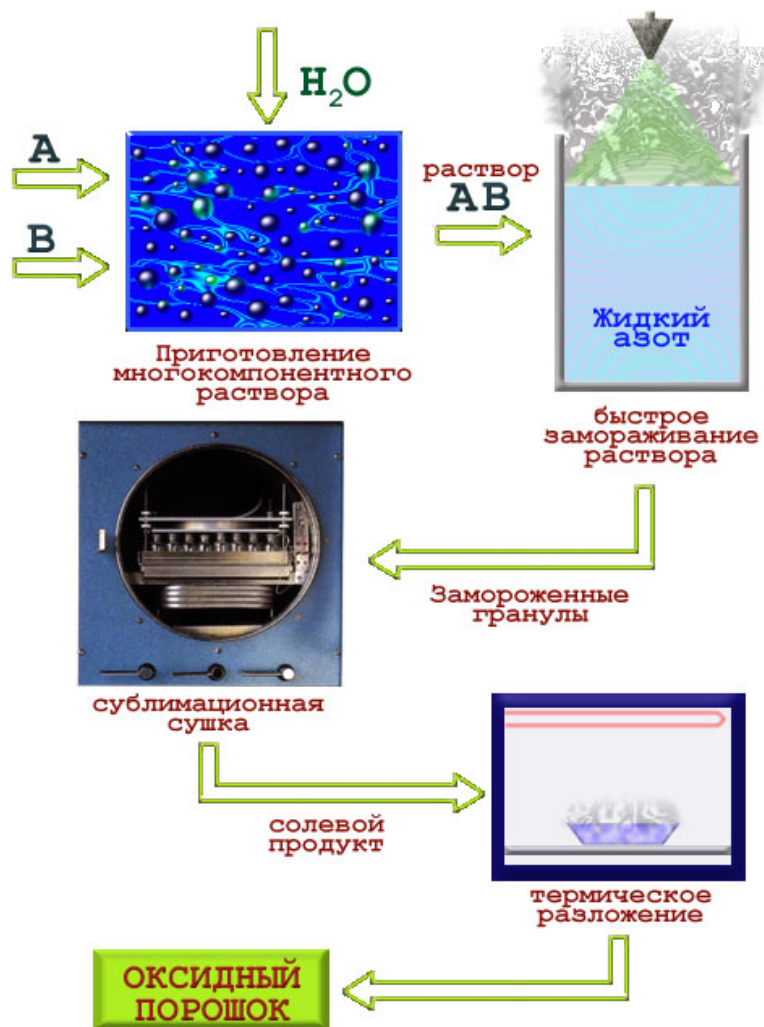 H₂O
А
В
раствор
АВ
Жидкий
азот
Приготовление
многокомпонентного
раствора
быстрое
замораживание
раствора
Замороженные
гранулы
сублимационная
сушка
солевой
продукт
термическое
разложение
ОКСИДНЫЙ
ПОРОШОК